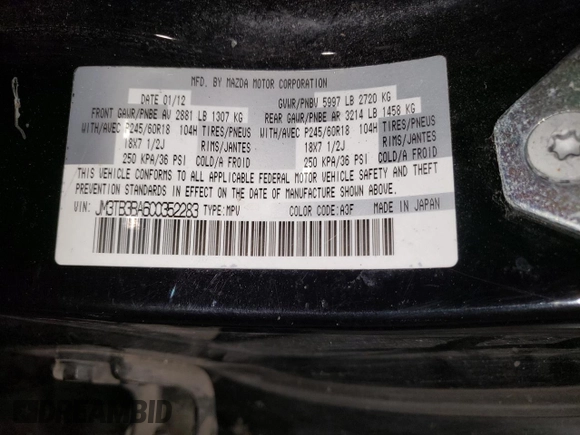 MFD. BY MAZDA MOTOR CORPORATION
DATE 01/12 GVWR/PNBV 5997 LB 2720 KG
FRONT GAWR/PNBE AV 2881 LB 1307 KG REAR GAWR/PNBE AR 3214 LB 1458 KG
WITH/AVEC P245/60R18 104H TIRES/PNEUS WITH/AVEC P245/60R18 104H TIRES/PNEUS
18X7 1/2J RIMS/JANTES 18X7 1/2J RIMS/JANTES
250 KPA/36 PSI COLD/A FROID 250 KPA/36 PSI COLD/A FROID
THIS VEHICLE CONFORMS TO ALL APPLICABLE FEDERAL MOTOR VEHICLE SAFETY AND THEFT
PREVENTION STANDARDS IN EFFECT ON THE DATE OF MANUFACTURE SHOWN ABOVE.
VIN: JM3TB3BA6C0352283 TYPE:MPV COLOR CODE:A3F MADE IN JAPAN
DREAMBID